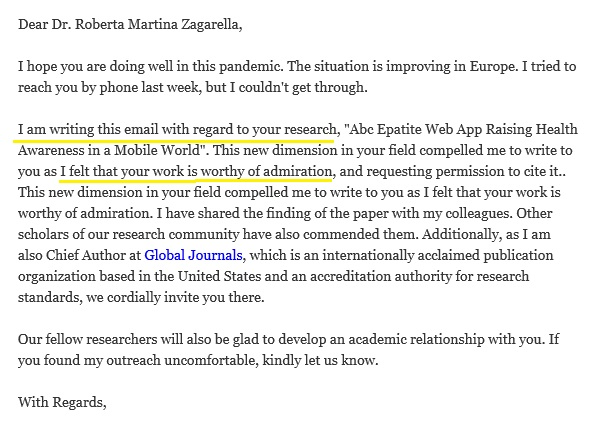 Dear Dr. Roberta Martina Zagarella,
I hope you are doing well in this pandemic. The situation is improving in Europe. I tried to
reach you by phone last week, but I couldn't get through.
I am writing this email with regard to your research, "Abc Epatite Web App Raising Health
Awareness in a Mobile World". This new dimension in your field compelled me to write to
you as I felt that your work is worthy of admiration, and requesting permission to cite it..
This new dimension in your field compelled me to write to you as I felt that your work is
worthy of admiration. I have shared the finding of the paper with my colleagues. Other
scholars of our research community have also commended them. Additionally, as I am
also Chief Author at Global Journals, which is an internationally acclaimed publication
organization based in the United States and an accreditation authority for research
standards, we cordially invite you there.
Our fellow researchers will also be glad to develop an academic relationship with you. If
you found my outreach uncomfortable, kindly let us know.
With Regards,